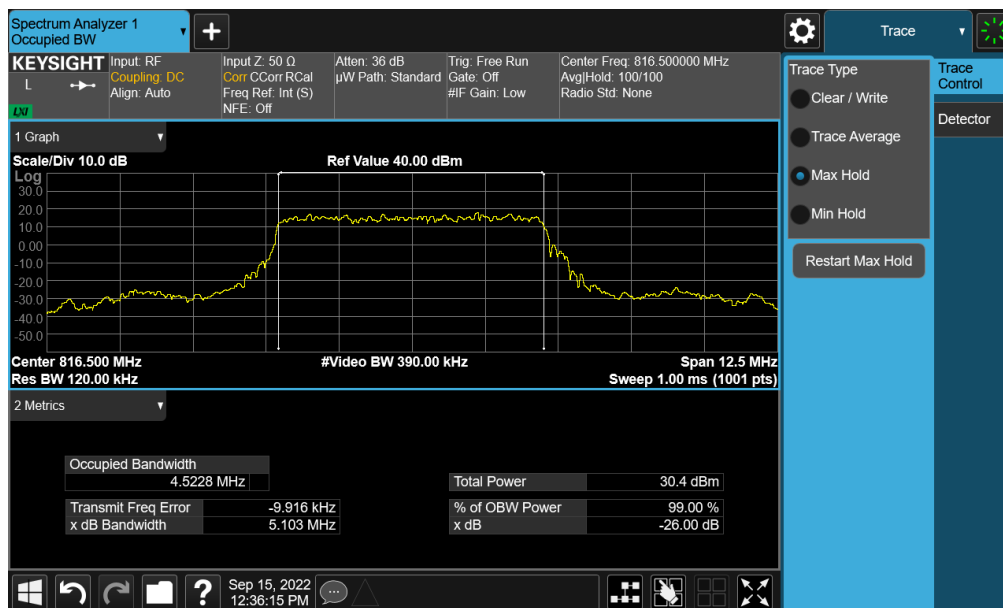 Spectrum Analyzer 1
Occupied BW
▼
+
Trace
▼
KEYSIGHT
L
LXI
Input: RF
Coupling: DC
Align: Auto
Input Z: 50 Ω
Corr CCorr RCal
Freq Ref: Int (S)
NFE: Off
Atten: 36 dB
µW Path: Standard
Trig: Free Run
Gate: Off
#IF Gain: Low
Center Freq: 816.500000 MHz
Avg|Hold: 100/100
Radio Std: None
Trace Type
Clear / Write
Trace Average
Max Hold
Min Hold
Restart Max Hold
Trace
Control
Detector
1 Graph ▼
Scale/Div 10.0 dB
Ref Value 40.00 dBm
Log
30.0
20.0
10.0
0.00
-10.0
-20.0
-30.0
-40.0
-50.0
Center 816.500 MHz
#Video BW 390.00 kHz
Span 12.5 MHz
Res BW 120.00 kHz
Sweep 1.00 ms (1001 pts)
2 Metrics ▼
Occupied Bandwidth
4.5228 MHz
Total Power 30.4 dBm
Transmit Freq Error -9.916 kHz
% of OBW Power 99.00 %
x dB Bandwidth 5.103 MHz
x dB -26.00 dB
?
Sep 15, 2022
12:36:15 PM